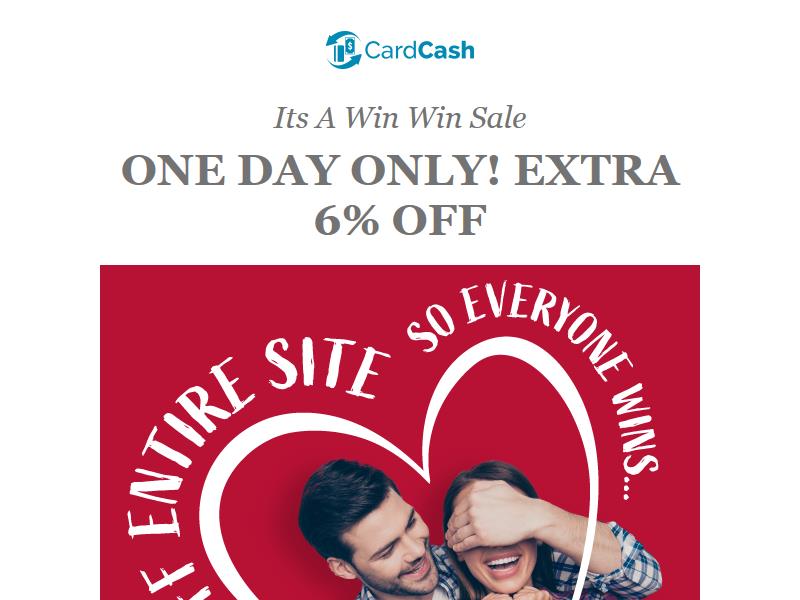 CardCash
Its A Win Win Sale
ONE DAY ONLY! EXTRA
6% OFF
ENTIRE SITE
SO EVERYONE WINS...